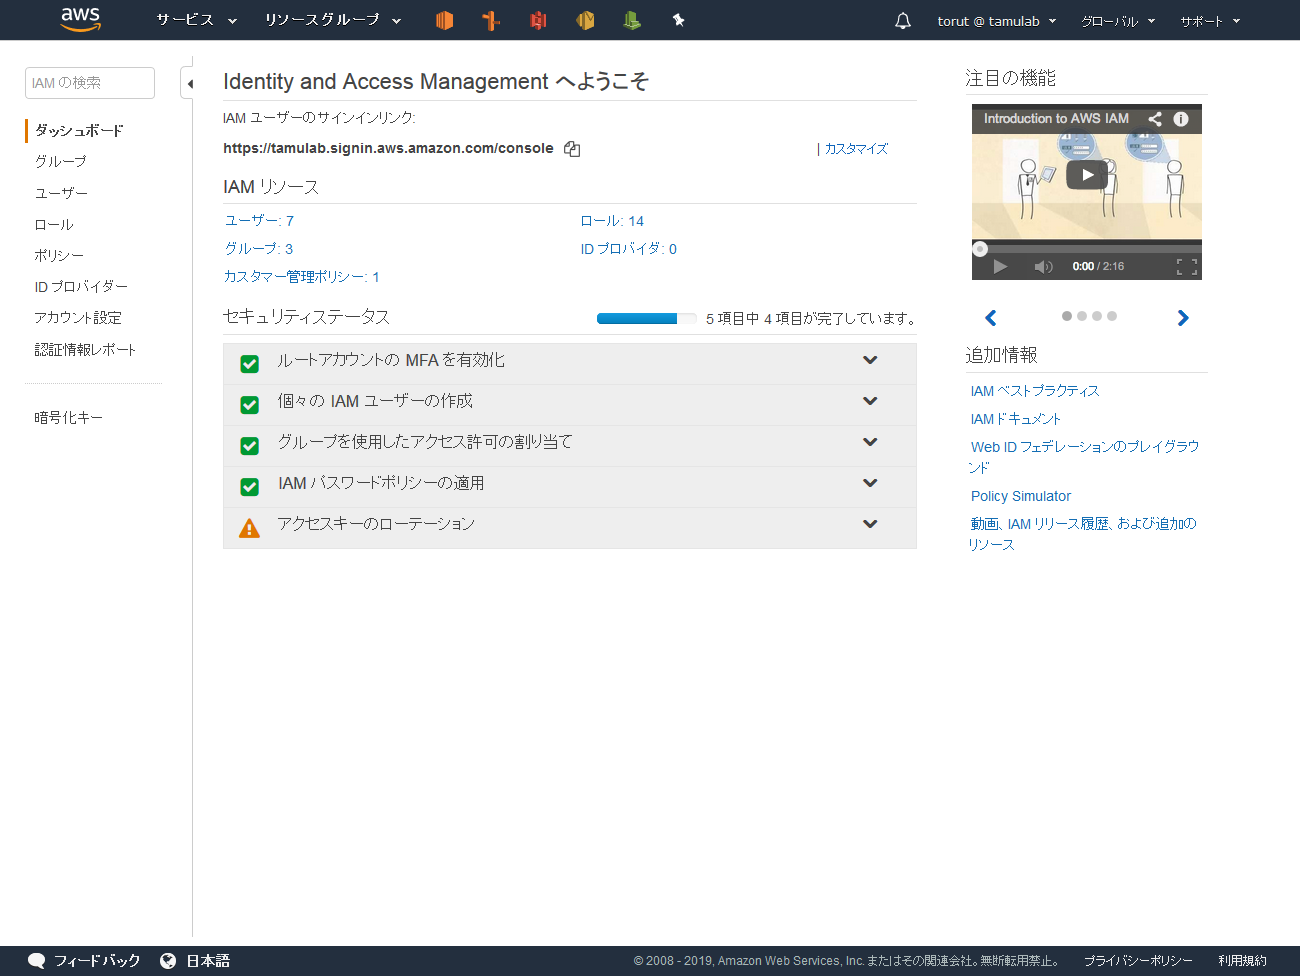 aws サービス リソースグループ torut @ tamulab グローバル サポート
IAM の検索
ダッシュボード
グループ
ユーザー
ロール
ポリシー
ID プロバイダー
アカウント設定
認証情報レポート
暗号化キー
Identity and Access Management へようこそ
IAM ユーザーのサインインリンク:
https://tamulab.signin.aws.amazon.com/console | カスタマイズ
IAM リソース
ユーザー: 7 ロール: 14
グループ: 3 ID プロバイダ: 0
カスタマー管理ポリシー: 1
セキュリティステータス 5 項目中 4 項目が完了しています。
ルートアカウントの MFA を有効化
個々の IAM ユーザーの作成
グループを使用したアクセス許可の割り当て
IAM パスワードポリシーの適用
アクセスキーのローテーション
注目の機能
Introduction to AWS IAM
0:00 / 2:16
追加情報
IAM ベストプラクティス
IAM ドキュメント
Web ID フェデレーションのプレイグラウ
ンド
Policy Simulator
動画、IAM リリース履歴、および追加の
リソース
フィードバック 日本語 © 2008 - 2019, Amazon Web Services, Inc. またはその関連会社。無断転用禁止。 プライバシーポリシー 利用規約